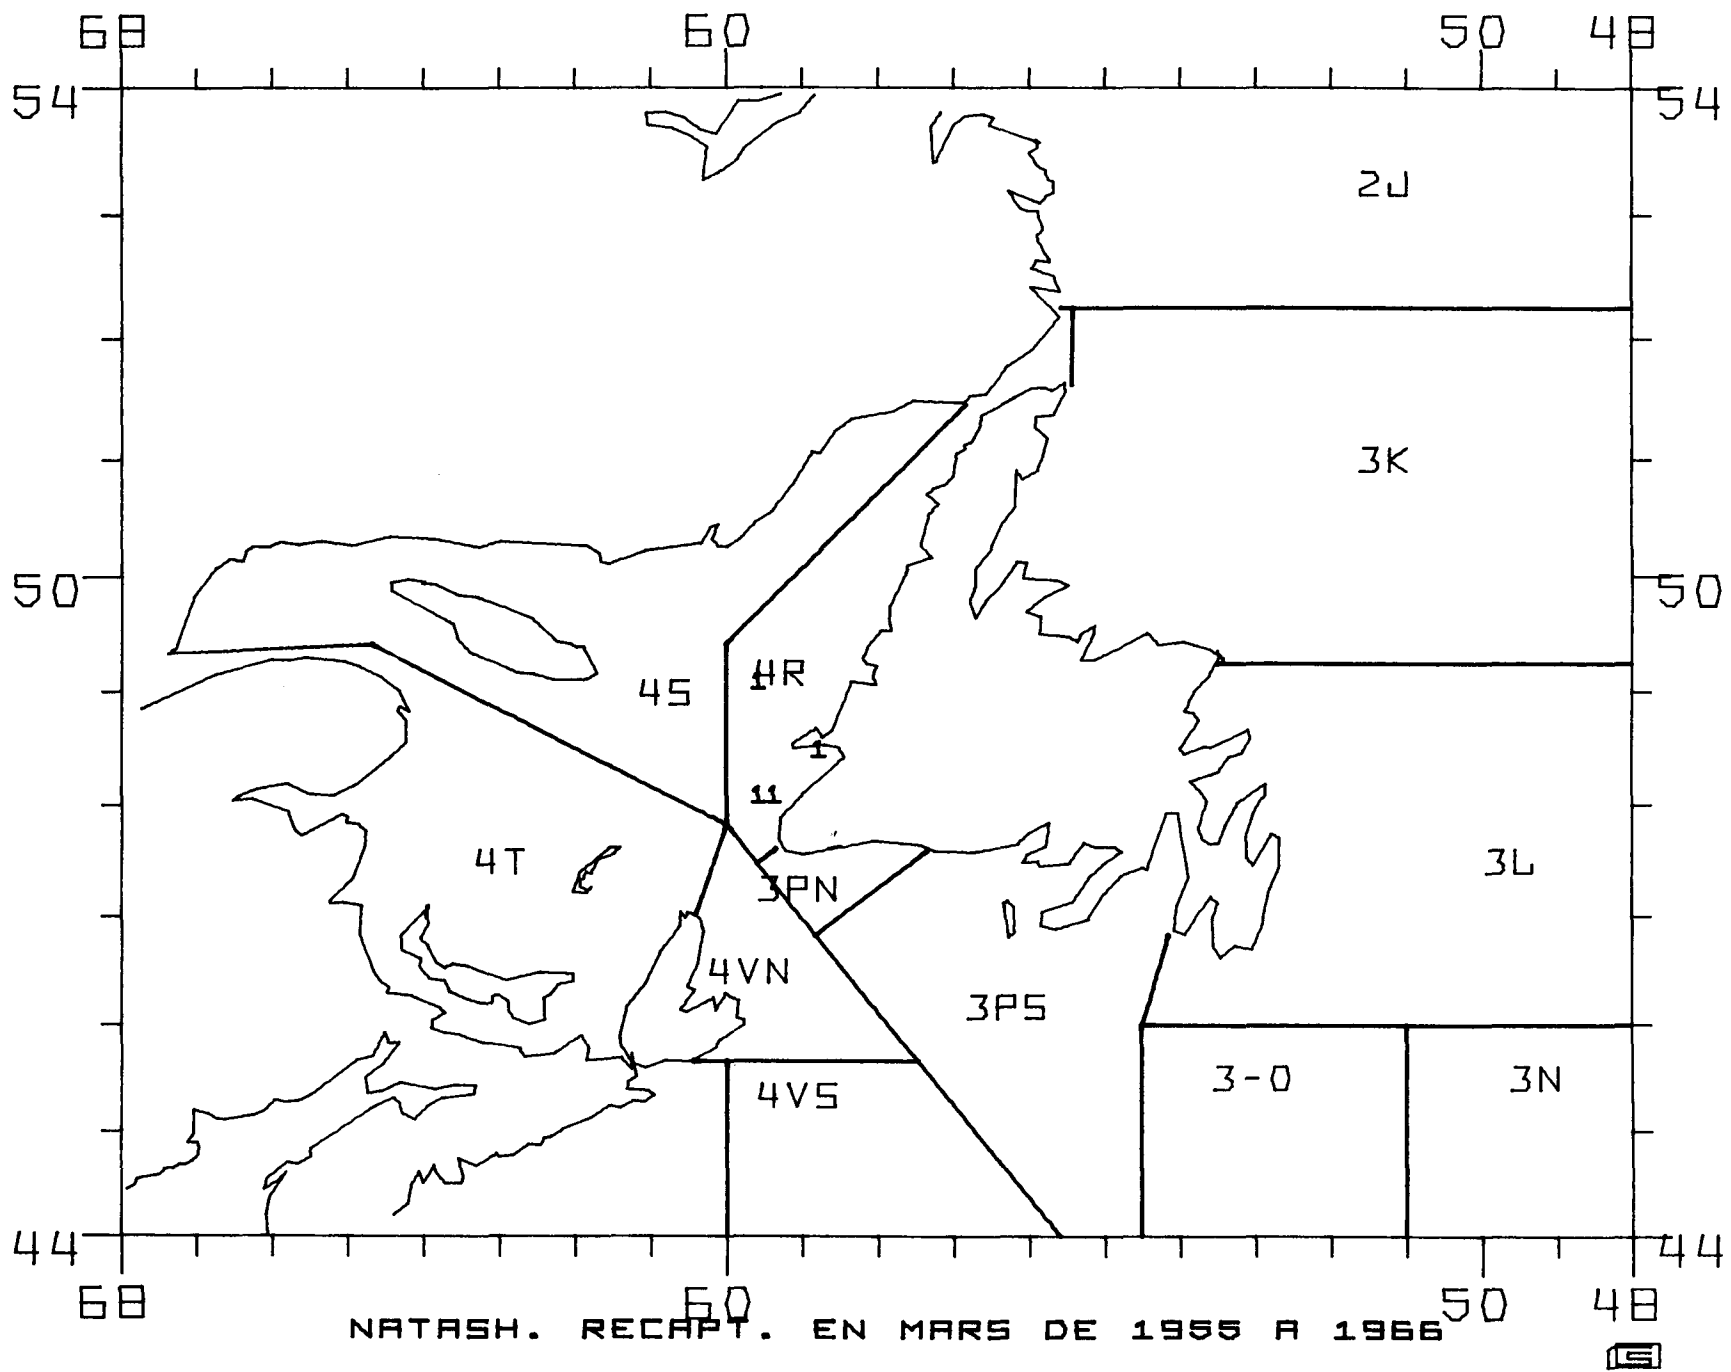 68 60 50 48
54 54
2J
3K
50 50
4S 4R
1
1
11
4T 3L
3PN
4VN
3PS
3-O 3N
4VS
44 44
68 60 50 48
NATASH. RECAPT. EN MARS DE 1955 A 1966